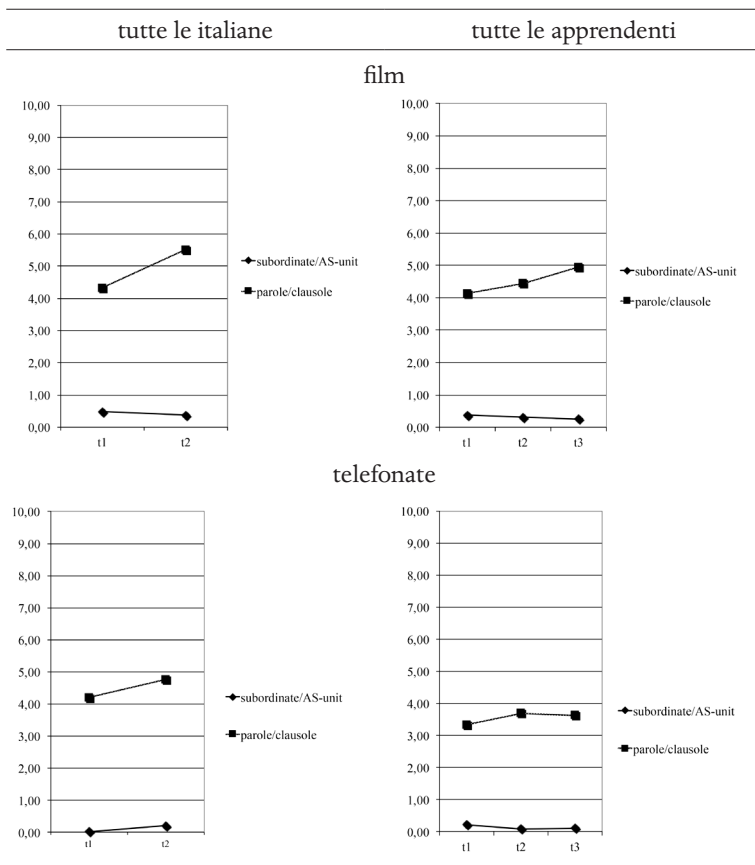 tutte le italiane
tutte le apprendenti
film
10,00
9,00
8,00
7,00
6,00
5,00
4,00
3,00
2,00
1,00
0,00
t1 t2
subordinate/AS-unit
parole/clausole
10,00
9,00
8,00
7,00
6,00
5,00
4,00
3,00
2,00
1,00
0,00
t1 t2 t3
subordinate/AS-unit
parole/clausole
telefonate
10,00
9,00
8,00
7,00
6,00
5,00
4,00
3,00
2,00
1,00
0,00
t1 t2
subordinate/AS-unit
parole/clausole
10,00
9,00
8,00
7,00
6,00
5,00
4,00
3,00
2,00
1,00
0,00
t1 t2 t3
subordinate/AS-unit
parole/clausole